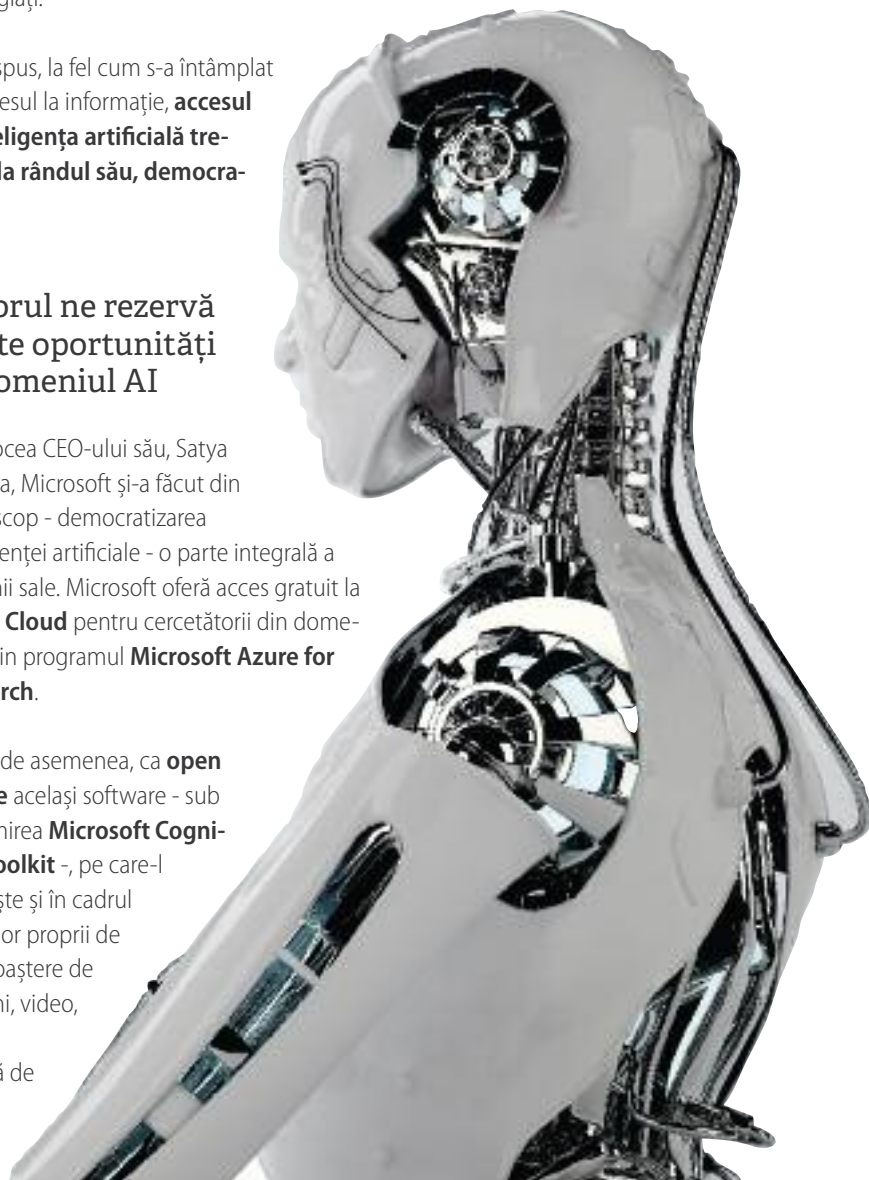 giați.
spus, la fel cum s-a întâmplat
esul la informație, accesul
eligența artificială tre-
la rândul său, democra-
orul ne rezervă
te oportunități
omeniul AI
ocea CEO-ului său, Satya
a, Microsoft și-a făcut din
scop - democratizarea
enței artificiale - o parte integrală a
nii sale. Microsoft oferă acces gratuit la
Cloud pentru cercetătorii din dome-
in programul Microsoft Azure for
rch.
de asemenea, ca open
e același software - sub
mirea Microsoft Cogni-
oolkit -, pe care-l
ște și în cadrul
or proprii de
oaștere de
ni, video,
ă de